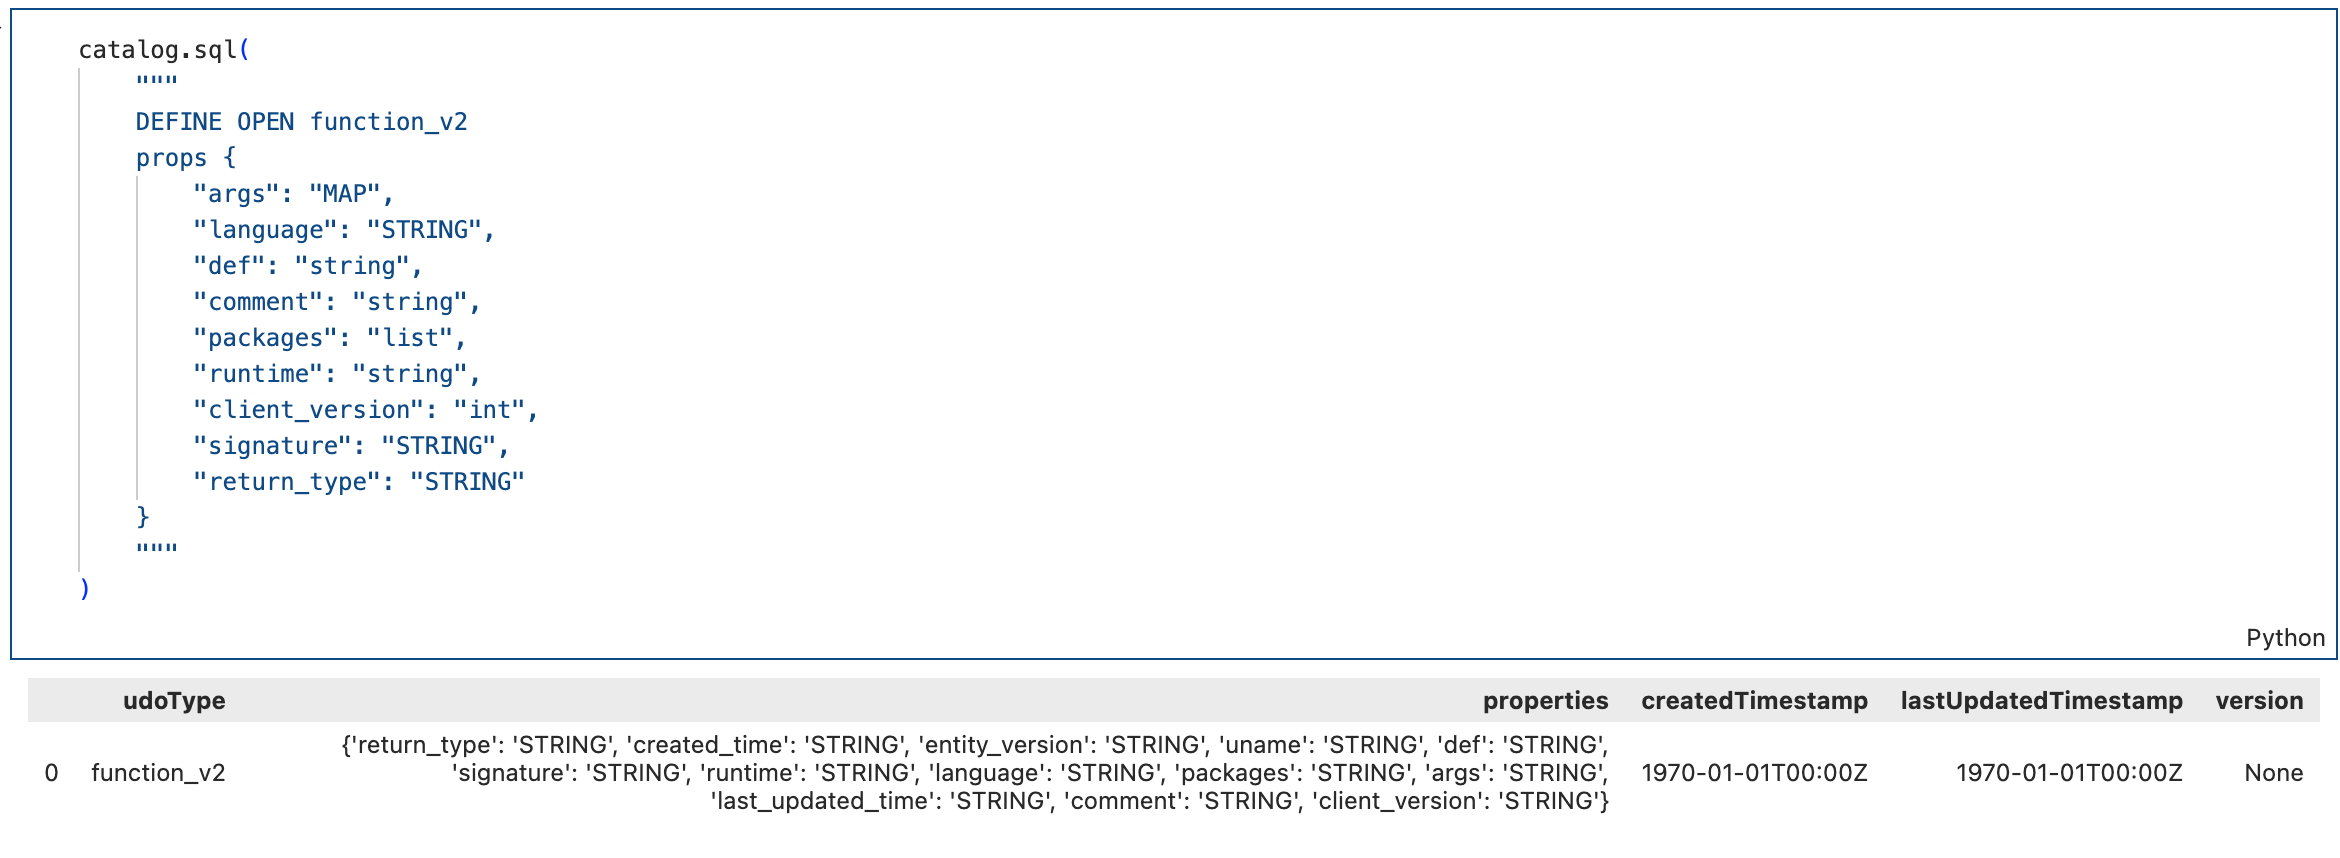 catalog.sql(
"""
DEFINE OPEN function_v2
props {
"args": "MAP",
"language": "STRING",
"def": "string",
"comment": "string",
"packages": "list",
"runtime": "string",
"client_version": "int",
"signature": "STRING",
"return_type": "STRING"
}
"""
)
Python
udoType properties createdTimestamp lastUpdatedTimestamp version
{'return_type': 'STRING', 'created_time': 'STRING', 'entity_version': 'STRING', 'uname': 'STRING', 'def': 'STRING',
0 function_v2 'signature': 'STRING', 'runtime': 'STRING', 'language': 'STRING', 'packages': 'STRING', 'args': 'STRING', 1970-01-01T00:00Z 1970-01-01T00:00Z None
'last_updated_time': 'STRING', 'comment': 'STRING', 'client_version': 'STRING'}